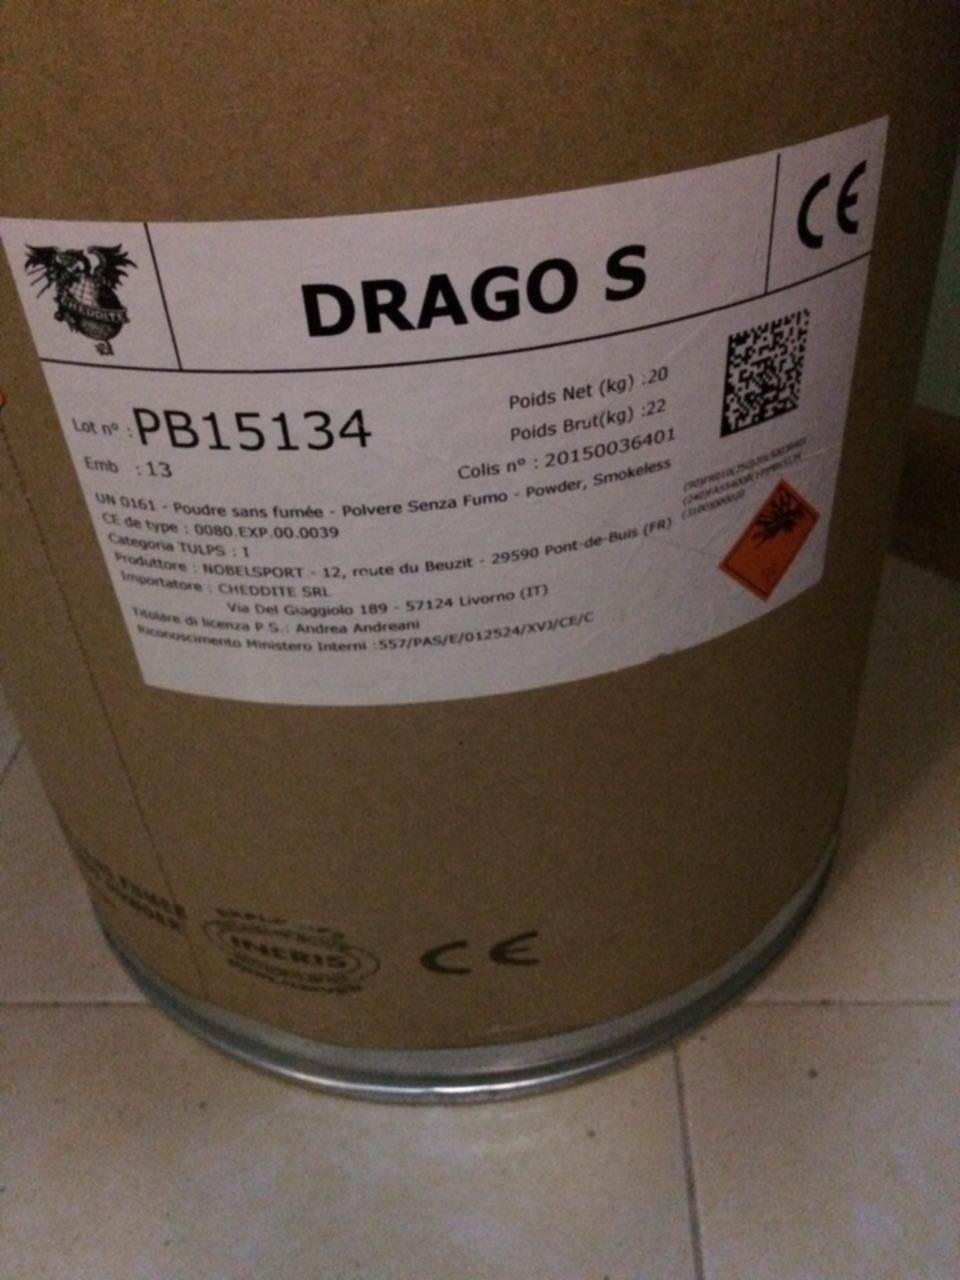 CE
DRAGO S
CHEDDITE
Lot nº : PB15134
Emb : 13
Poids Net (kg) :20
Poids Brut(kg) :22
Colis nº : 20150036401
UN 0161 - Poudre sans fumée - Polvere Senza Fumo - Powder, Smokeless
CE de type : 0080.EXP.00.0039
Categoria TULPS : 1
Produttore : NOBELSPORT - 12, route du Beuzit - 29590 Pont-de-Buis (FR)
Importatore : CHEDDITE SRL
Via Del Giaggiolo 189 - 57124 Livorno (IT)
Titolare di licenza P.S.: Andrea Andreani
Riconoscimento Ministero Interni :557/PAS/E/012524/XVJ/CE/C
INERIS
CE